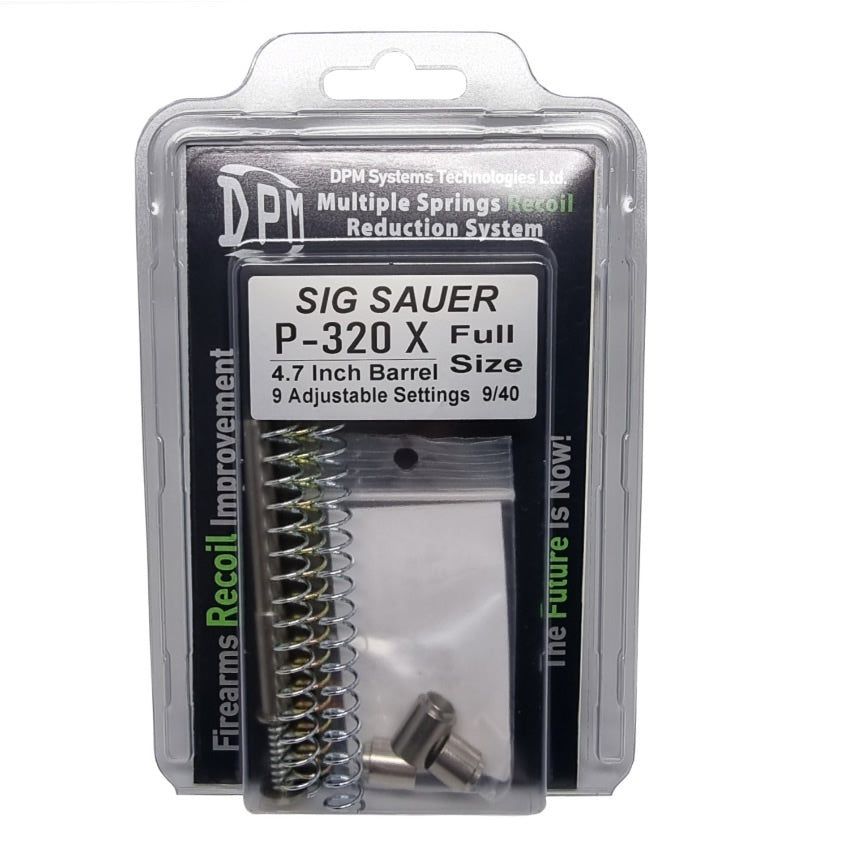 DPM
DPM Systems Technologies Ltd.
Multiple Springs Recoil
Reduction System
SIG SAUER
P-320 X Full Size
4.7 Inch Barrel
9 Adjustable Settings 9/40
Firearms Recoil Improvement
The Future Is Now!